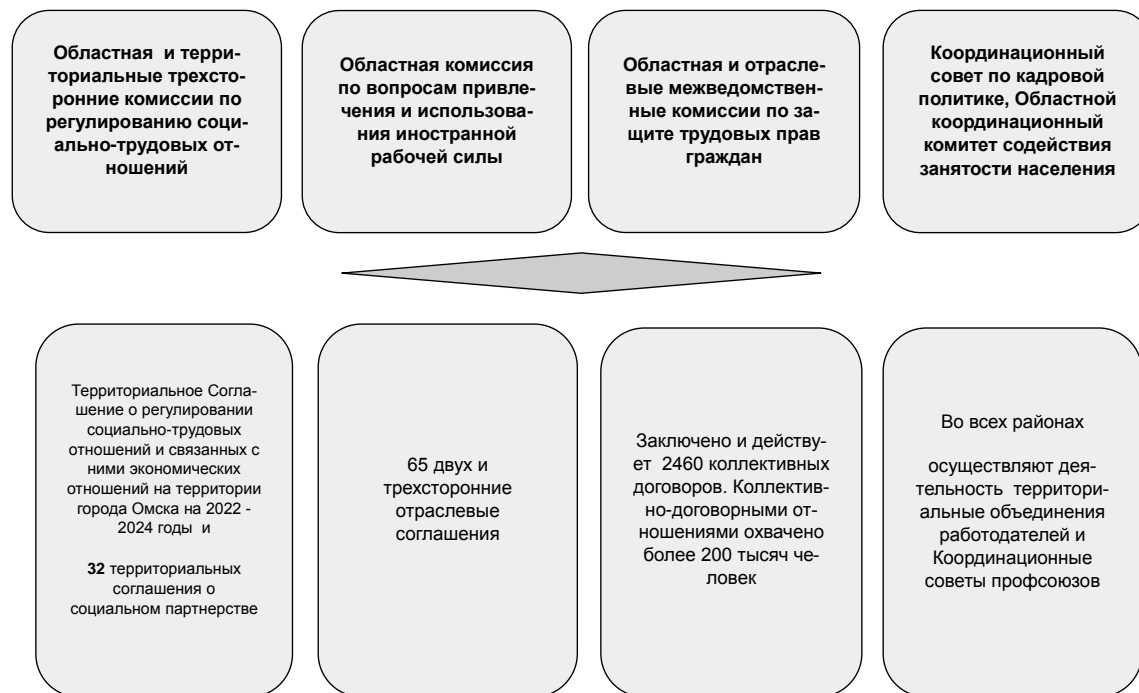 Областная и терри-
ториальные трехсто-
ронние комиссии по
регулированию соци-
ально-трудовых от-
ношений
Областная комиссия
по вопросам привле-
чения и использова-
ния иностранной
рабочей силы
Областная и отрасле-
вые межведомствен-
ные комиссии по за-
щите трудовых прав
граждан
Координационный
совет по кадровой
политике, Областной
координационный
комитет содействия
занятости населения
Территориальное Согла-
шение о регулировании
социально-трудовых
отношений и связанных с
ними экономических
отношений на территории
города Омска на 2022 -
2024 годы и
32 территориальных
соглашения о
социальном партнерстве
65 двух и
трехсторонние
отраслевые
соглашения
Заключено и действу-
ет 2460 коллективных
договоров. Коллектив-
но-договорными от-
ношениями охвачено
более 200 тысяч че-
ловек
Во всех районах
осуществляют дея-
тельность территори-
альные объединения
работодателей и
Координационные
советы профсоюзов